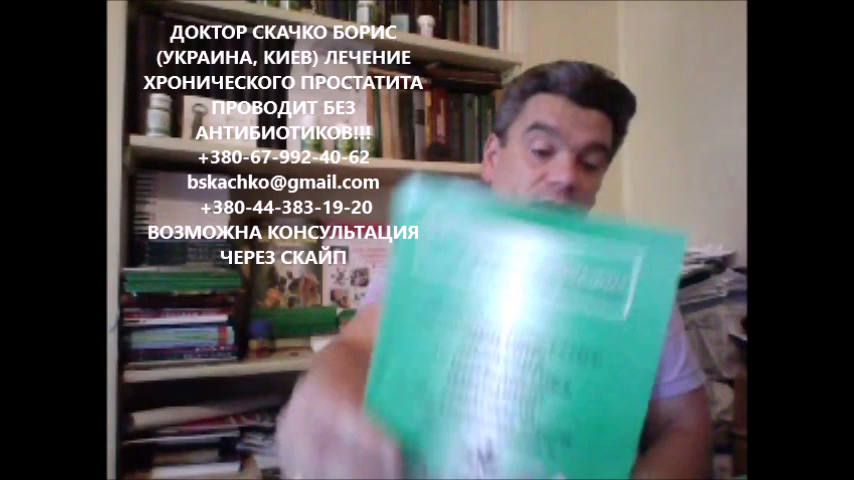 ДОКТОР СКАЧКО БОРИС
(УКРАИНА, КИЕВ) ЛЕЧЕНИЕ
ХРОНИЧЕСКОГО ПРОСТАТИТА
ПРОВОДИТ БЕЗ
АНТИБИОТИКОВ!!!
+380-67-992-40-62
bskachko@gmail.com
+380-44-383-19-20
ВОЗМОЖНА КОНСУЛЬТАЦИЯ
ЧЕРЕЗ СКАЙП